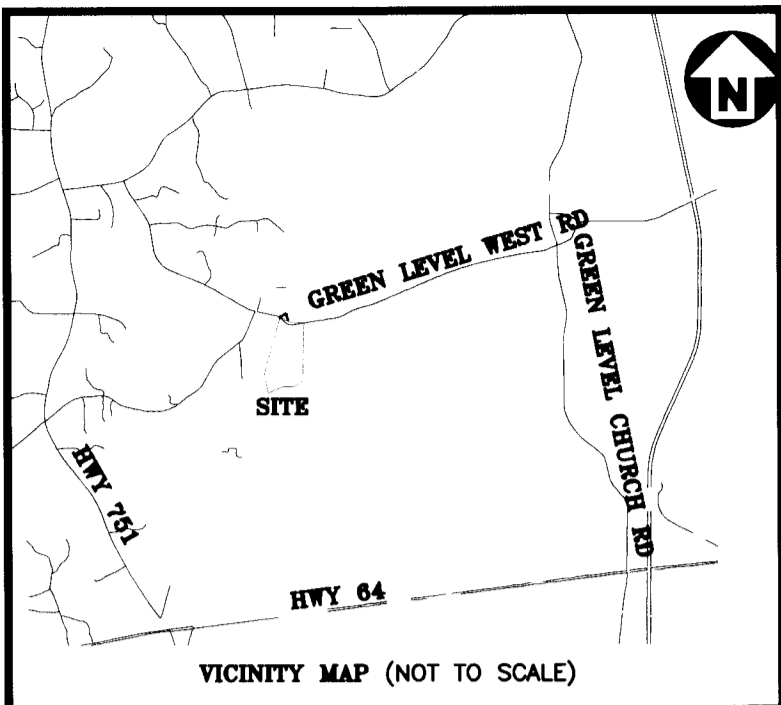 N
GREEN LEVEL WEST RD
GREEN LEVEL CHURCH RD
SITE
HWY 751
HWY 64
VICINITY MAP (NOT TO SCALE)